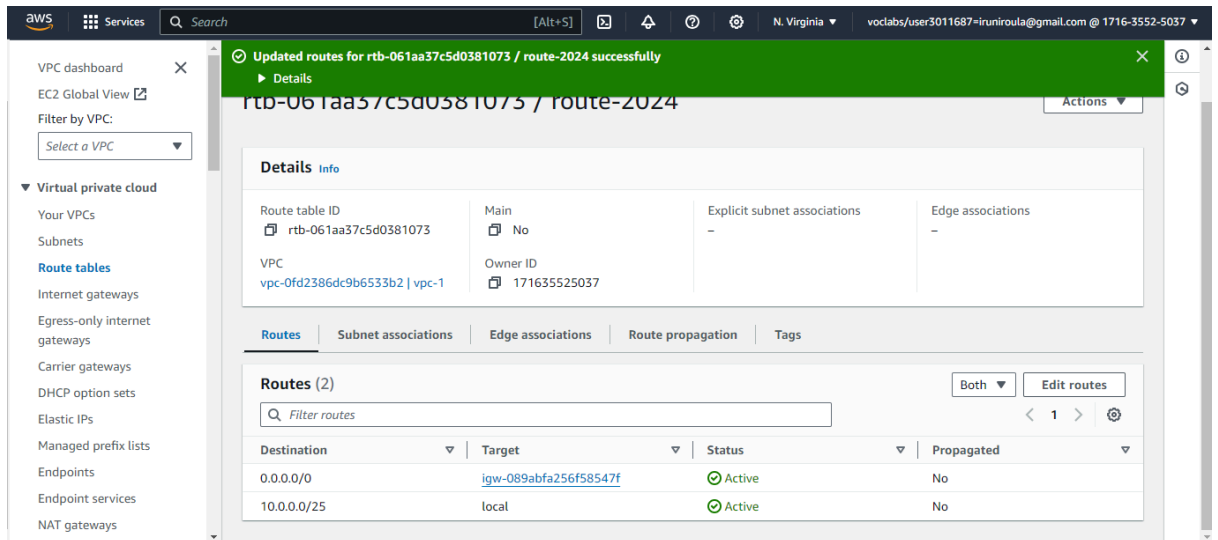 aws Services Search [Alt+S] N. Virginia ▼ voclabs/user3011687=iruniroula@gmail.com @ 1716-3552-5037 ▼
VPC dashboard
EC2 Global View
Filter by VPC:
Select a VPC
Virtual private cloud
Your VPCs
Subnets
Route tables
Internet gateways
Egress-only internet
gateways
Carrier gateways
DHCP option sets
Elastic IPs
Managed prefix lists
Endpoints
Endpoint services
NAT gateways
Updated routes for rtb-061aa37c5d0381073 / route-2024 successfully
Details
rtb-061aa37c5d0381073 / route-2024
Actions
Details Info
Route table ID
rtb-061aa37c5d0381073
Main
No
Explicit subnet associations
–
Edge associations
–
VPC
vpc-0fd2386dc9b6533b2 | vpc-1
Owner ID
171635525037
Routes Subnet associations Edge associations Route propagation Tags
Routes (2)
Both Edit routes
Filter routes
1
Destination Target Status Propagated
0.0.0.0/0 igw-089abfa256f58547f Active No
10.0.0.0/25 local Active No